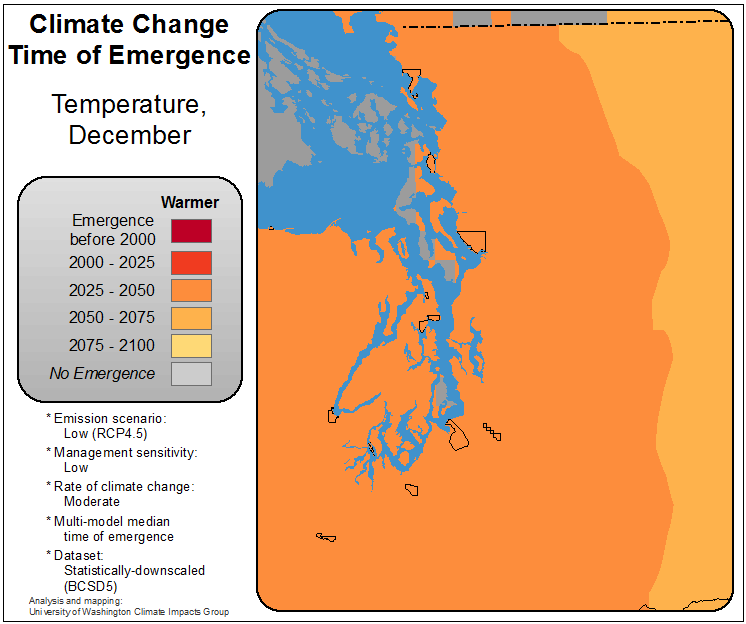 Climate Change
Time of Emergence
Temperature,
December
Warmer
Emergence
before 2000
2000 - 2025
2025 - 2050
2050 - 2075
2075 - 2100
No Emergence
* Emission scenario:
Low (RCP4.5)
* Management sensitivity:
Low
* Rate of climate change:
Moderate
* Multi-model median
time of emergence
* Dataset:
Statistically-downscaled
(BCSD5)
Analysis and mapping:
University of Washington Climate Impacts Group